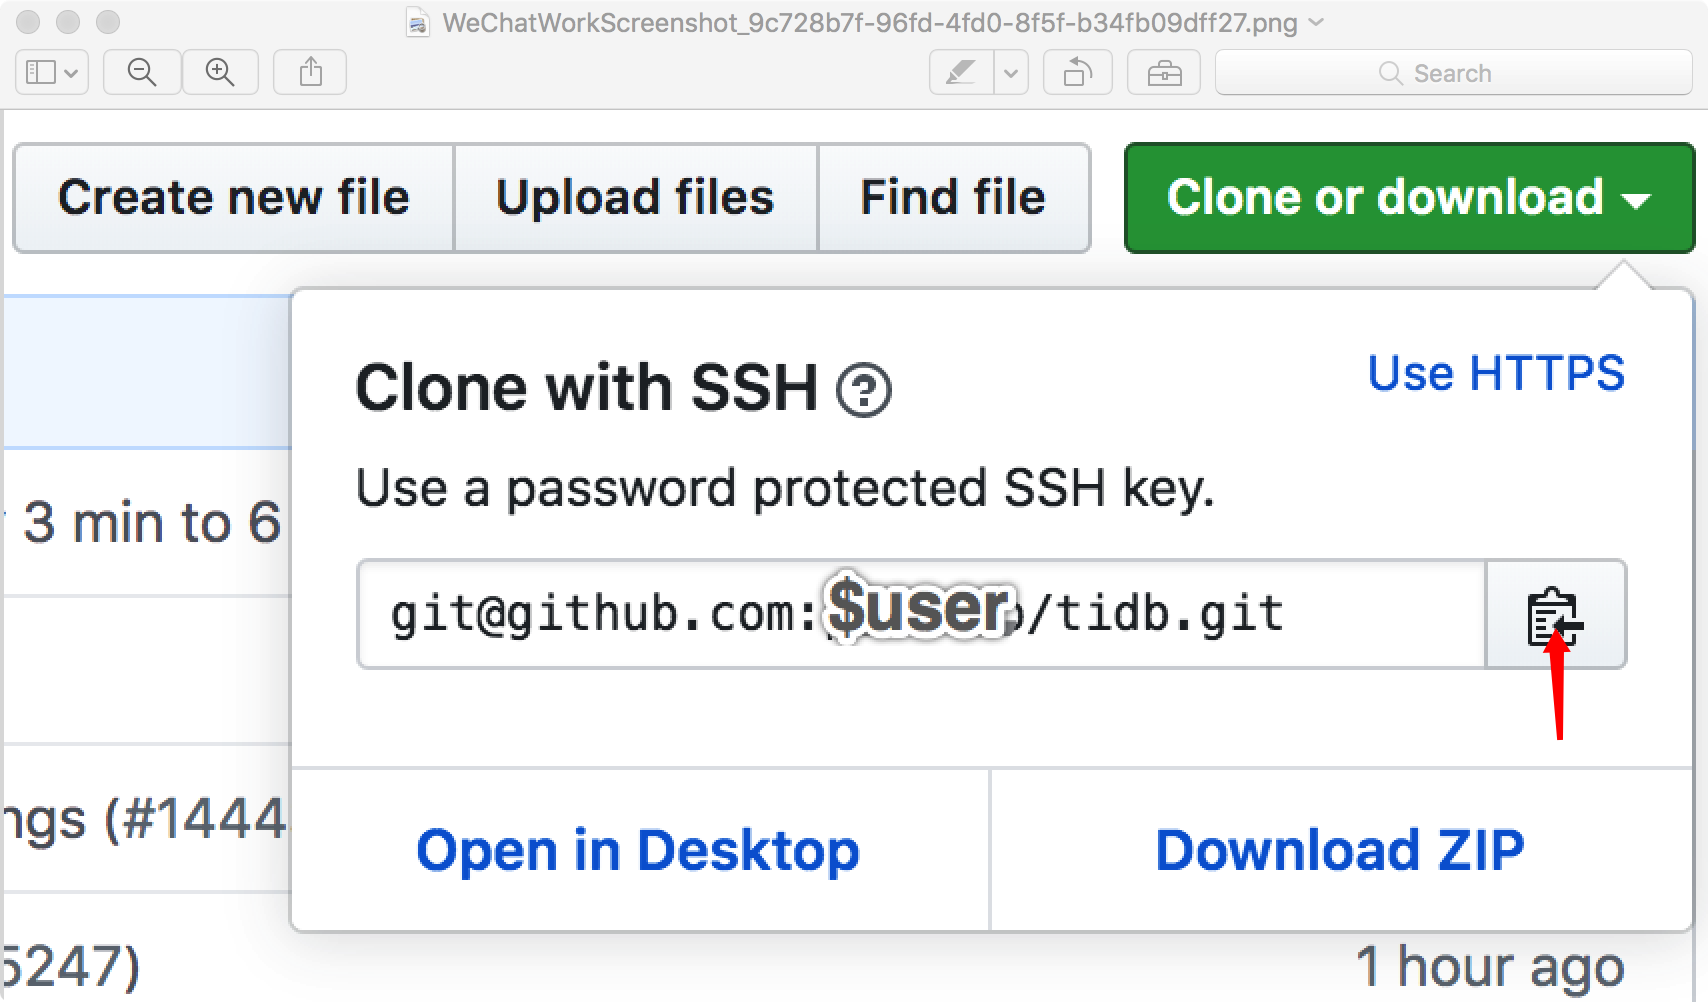 WeChatWorkScreenshot_9c728b7f-96fd-4fd0-8f5f-b34fb09dff27.png
Search
Create new file
Upload files
Find file
Clone or download
Clone with SSH ?
Use HTTPS
Use a password protected SSH key.
3 min to 6
git@github.com:$user/tidb.git
ngs (#1444
Open in Desktop
Download ZIP
5247)
1 hour ago